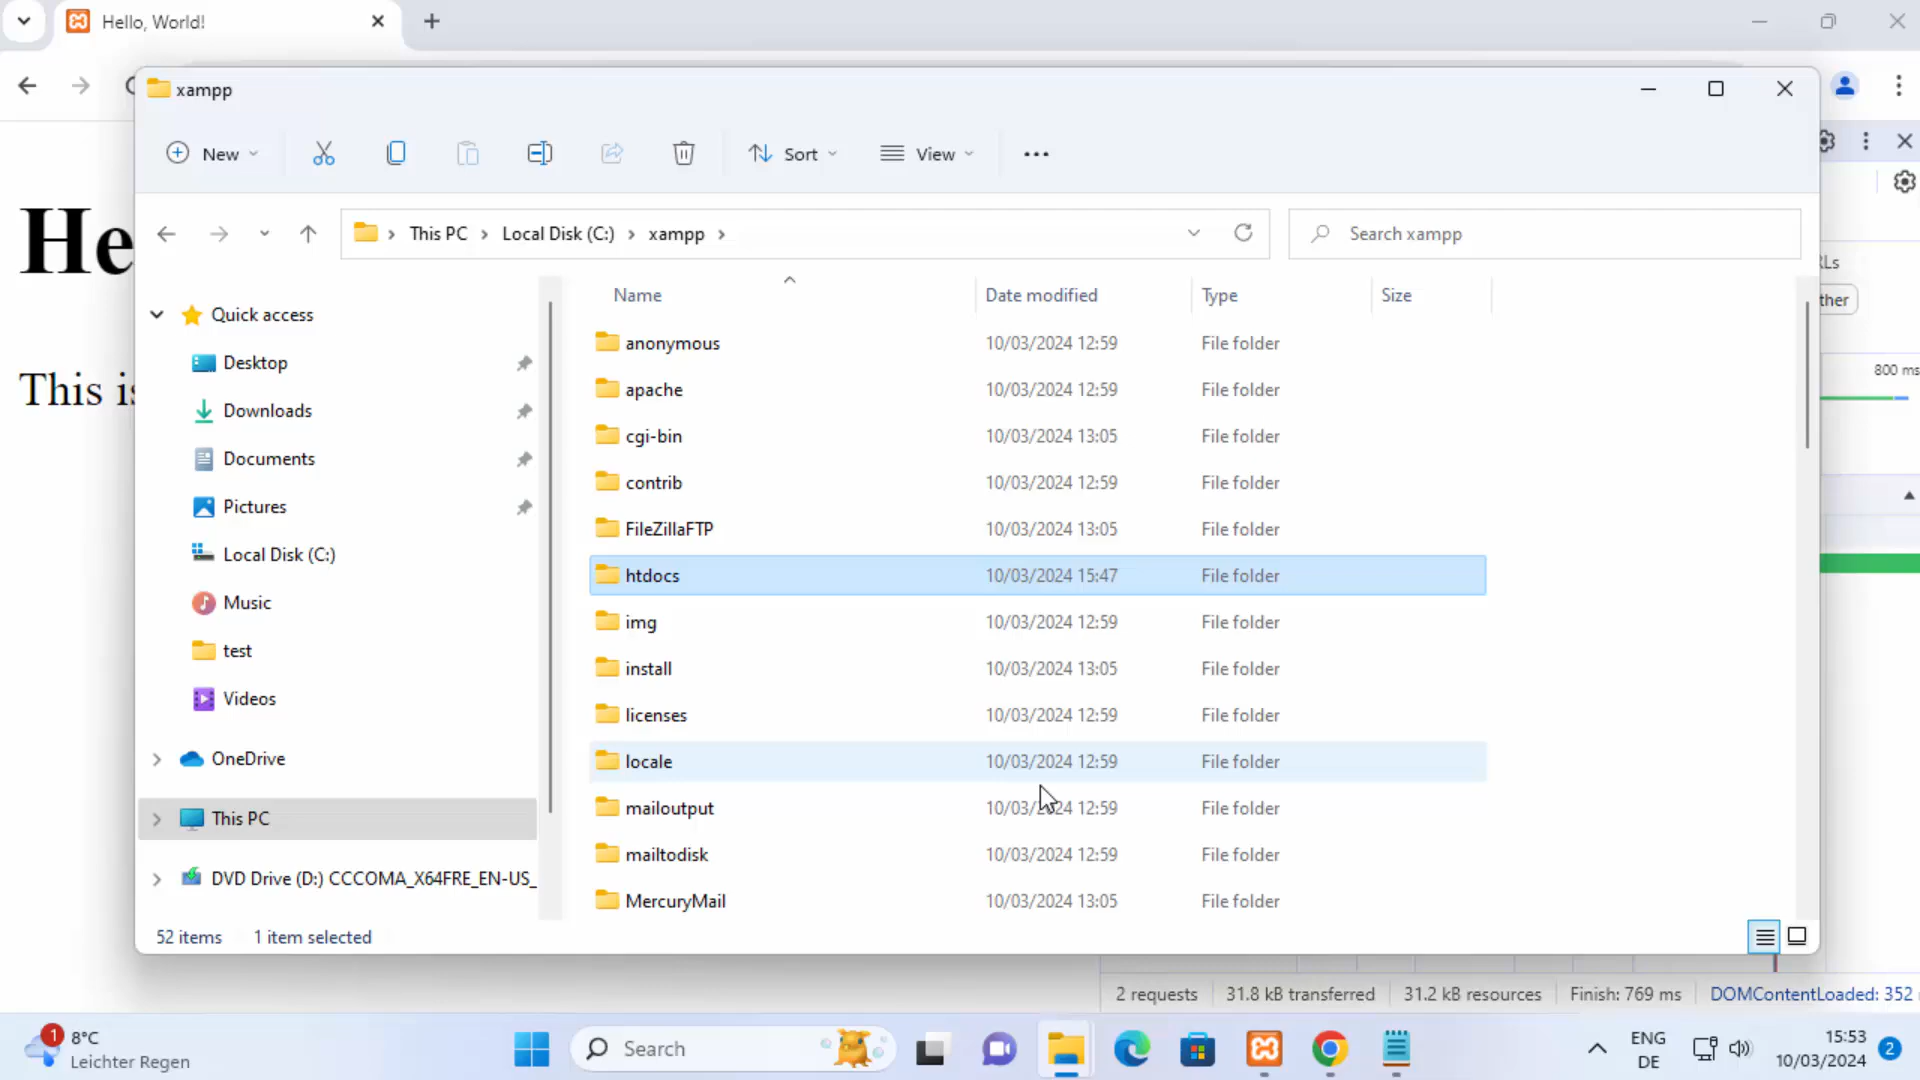 Hello, World!
xampp
New
Sort
View
This PC
Local Disk (C:)
xampp
Search xampp
He
This is
Quick access
Desktop
Downloads
Documents
Pictures
Local Disk (C:)
Music
test
Videos
OneDrive
This PC
DVD Drive (D:) CCCOMA_X64FRE_EN-US_
Name Date modified Type Size
anonymous 10/03/2024 12:59 File folder
apache 10/03/2024 12:59 File folder
cgi-bin 10/03/2024 13:05 File folder
contrib 10/03/2024 12:59 File folder
FileZillaFTP 10/03/2024 13:05 File folder
htdocs 10/03/2024 15:47 File folder
img 10/03/2024 12:59 File folder
install 10/03/2024 13:05 File folder
licenses 10/03/2024 12:59 File folder
locale 10/03/2024 12:59 File folder
mailoutput 10/03/2024 12:59 File folder
mailtodisk 10/03/2024 12:59 File folder
MercuryMail 10/03/2024 13:05 File folder
52 items 1 item selected
RLs
ther
800 ms
2 requests 31.8 kB transferred 31.2 kB resources Finish: 769 ms DOMContentLoaded: 352
1
8°C
Leichter Regen
Search
ENG
DE
15:53
10/03/2024
2